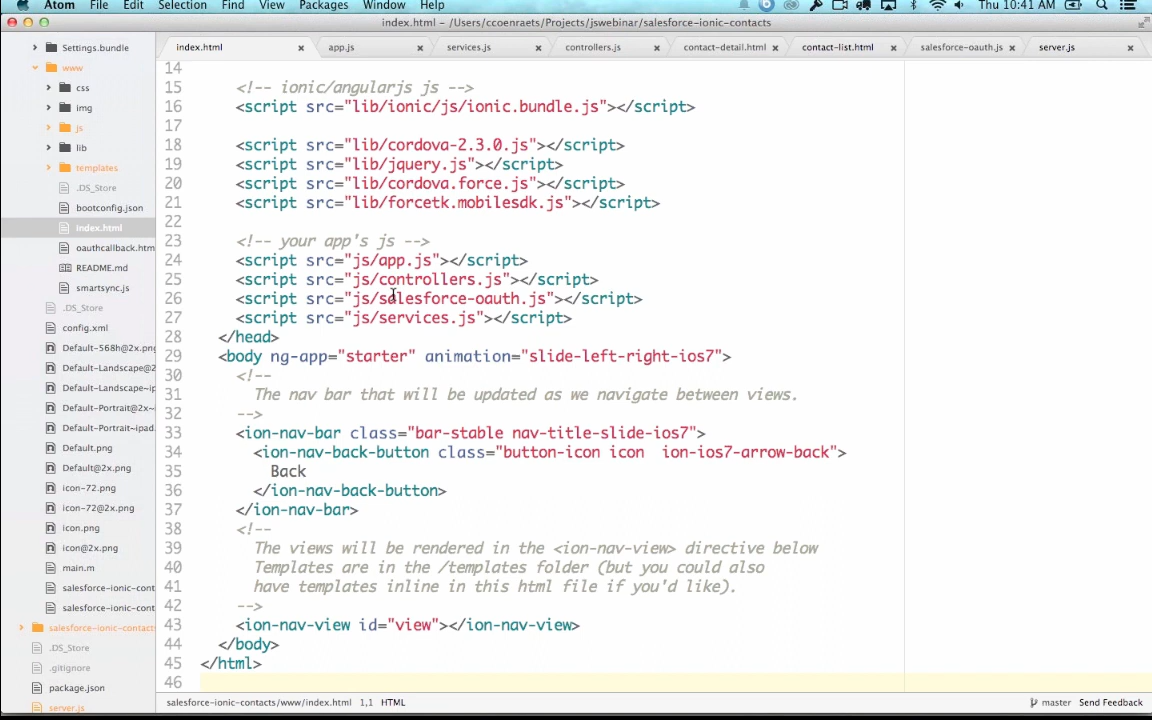 Atom File Edit Selection Find View Packages Window Help Thu 10:41 AM
index.html - /Users/ccoenraets/Projects/jswebinar/salesforce-ionic-contacts
index.html app.js services.js controllers.js contact-detail.html contact-list.html salesforce-oauth.js server.js
Settings.bundle
www
css
img
js
lib
templates
.DS_Store
bootconfig.json
index.html
oauthcallback.htm
README.md
smartsync.js
.DS_Store
config.xml
Default-568h@2x.png
Default-Landscape@2
Default-Landscape~ip
Default-Portrait@2x~
Default-Portrait~ipad
Default.png
Default@2x.png
icon-72.png
icon-72@2x.png
icon.png
icon@2x.png
main.m
salesforce-ionic-cont
salesforce-ionic-cont
salesforce-ionic-contacts
.DS_Store
.gitignore
package.json
server.js
14
15 <!-- ionic/angularjs js -->
16 <script src="lib/ionic/js/ionic.bundle.js"></script>
17
18 <script src="lib/cordova-2.3.0.js"></script>
19 <script src="lib/jquery.js"></script>
20 <script src="lib/cordova.force.js"></script>
21 <script src="lib/forcetk.mobilesdk.js"></script>
22
23 <!-- your app's js -->
24 <script src="js/app.js"></script>
25 <script src="js/controllers.js"></script>
26 <script src="js/salesforce-oauth.js"></script>
27 <script src="js/services.js"></script>
28 </head>
29 <body ng-app="starter" animation="slide-left-right-ios7">
30 <!--
31 The nav bar that will be updated as we navigate between views.
32 -->
33 <ion-nav-bar class="bar-stable nav-title-slide-ios7">
34 <ion-nav-back-button class="button-icon icon  ion-ios7-arrow-back">
35 Back
36 </ion-nav-back-button>
37 </ion-nav-bar>
38 <!--
39 The views will be rendered in the <ion-nav-view> directive below
40 Templates are in the /templates folder (but you could also
41 have templates inline in this html file if you'd like).
42 -->
43 <ion-nav-view id="view"></ion-nav-view>
44 </body>
45 </html>
46
salesforce-ionic-contacts/www/index.html 1,1 HTML master Send Feedback